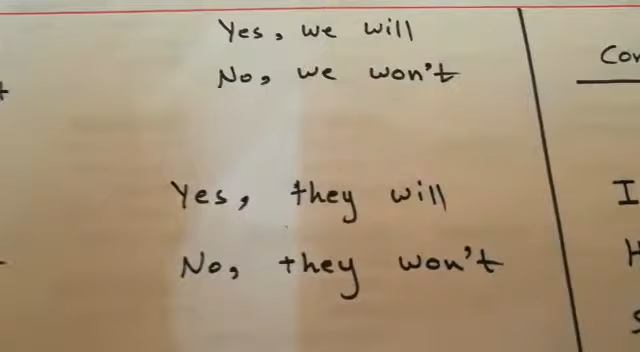 Yes, we will
No, we won't
Yes, they will
No, they won't
I